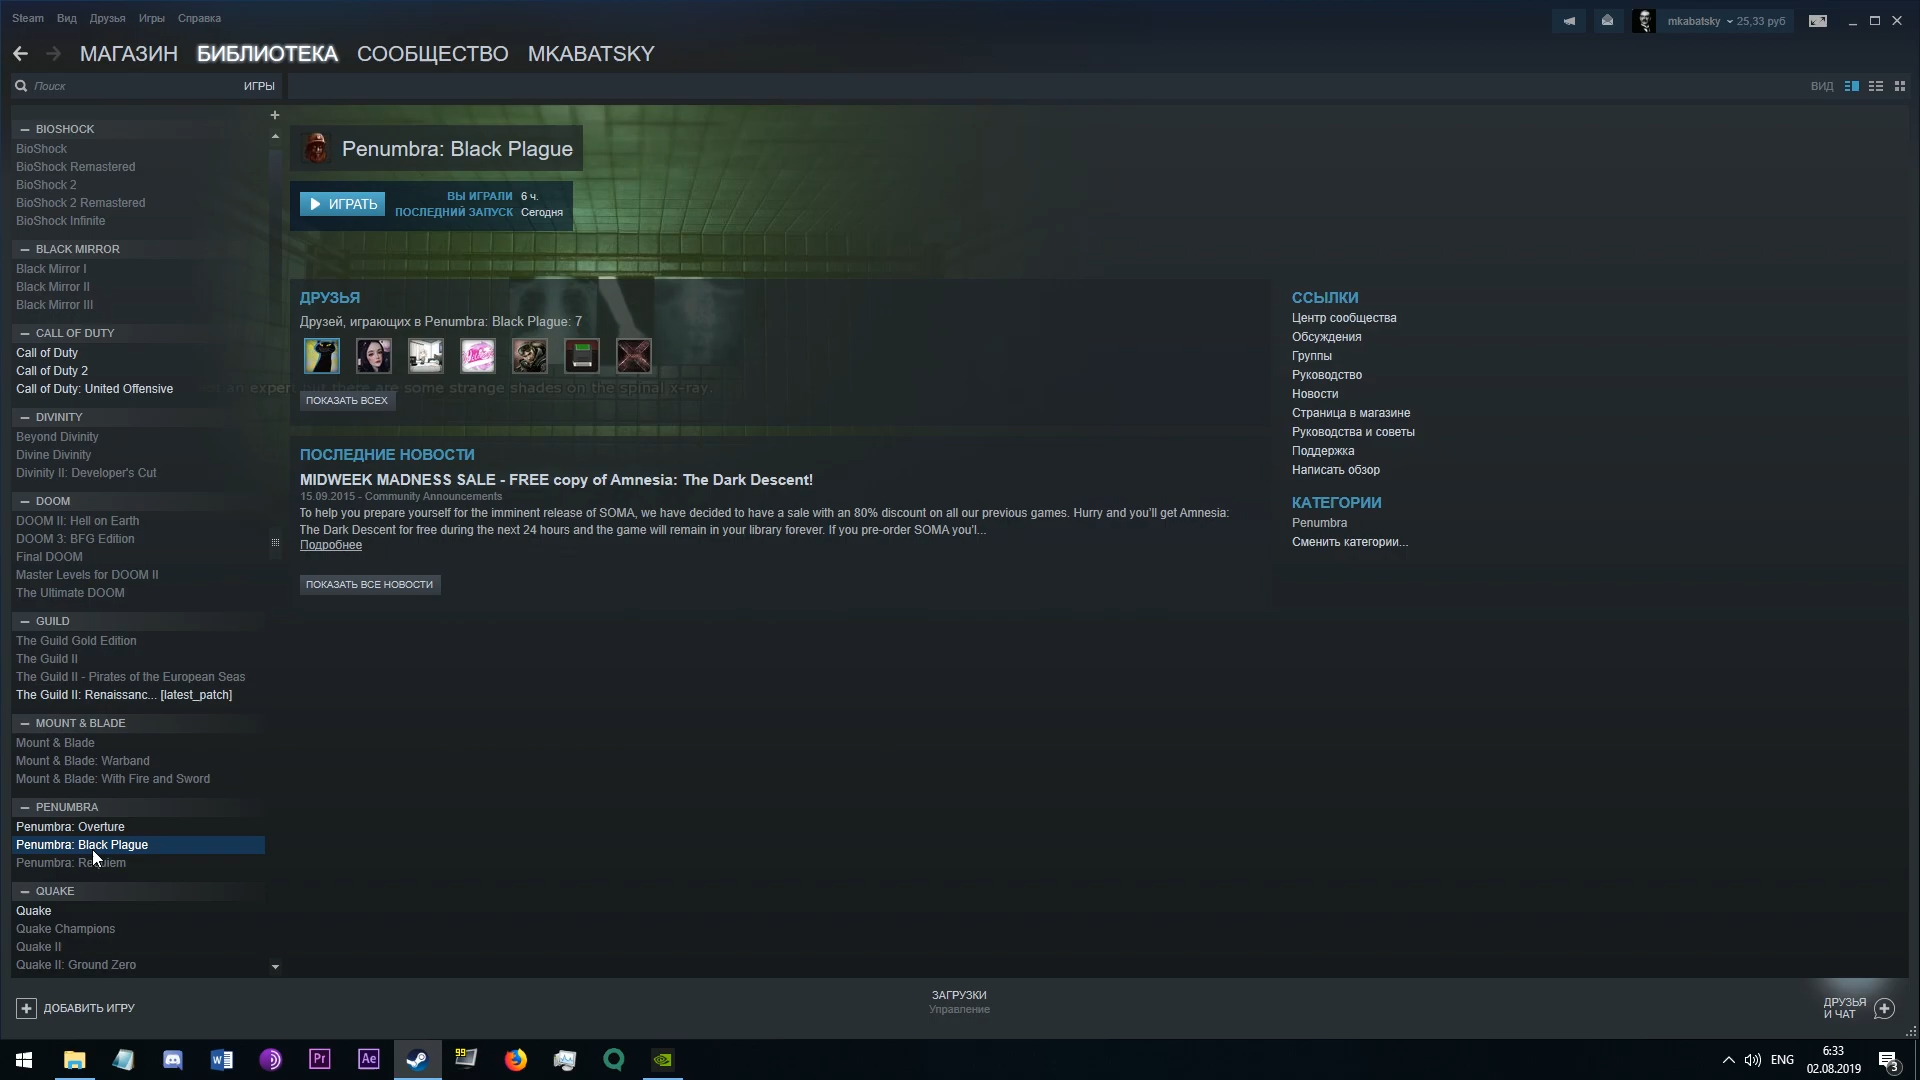 Steam Вид Друзья Игры Справка
mkabatsky 25,33 руб
МАГАЗИН БИБЛИОТЕКА СООБЩЕСТВО MKABATSKY
Поиск ИГРЫ ВИД
— BIOSHOCK
BioShock
BioShock Remastered
BioShock 2
BioShock 2 Remastered
BioShock Infinite
— BLACK MIRROR
Black Mirror I
Black Mirror II
Black Mirror III
— CALL OF DUTY
Call of Duty
Call of Duty 2
Call of Duty: United Offensive
— DIVINITY
Beyond Divinity
Divine Divinity
Divinity II: Developer's Cut
— DOOM
DOOM II: Hell on Earth
DOOM 3: BFG Edition
Final DOOM
Master Levels for DOOM II
The Ultimate DOOM
— GUILD
The Guild Gold Edition
The Guild II
The Guild II - Pirates of the European Seas
The Guild II: Renaissanc... [latest_patch]
— MOUNT & BLADE
Mount & Blade
Mount & Blade: Warband
Mount & Blade: With Fire and Sword
— PENUMBRA
Penumbra: Overture
Penumbra: Black Plague
Penumbra: Requiem
— QUAKE
Quake
Quake Champions
Quake II
Quake II: Ground Zero
Penumbra: Black Plague
ИГРАТЬ
ВЫ ИГРАЛИ 6 ч.
ПОСЛЕДНИЙ ЗАПУСК Сегодня
ДРУЗЬЯ
Друзей, играющих в Penumbra: Black Plague: 7
an expert but there are some strange shades on the spinal x-ray.
ПОКАЗАТЬ ВСЕХ
ПОСЛЕДНИЕ НОВОСТИ
MIDWEEK MADNESS SALE - FREE copy of Amnesia: The Dark Descent!
15.09.2015 - Community Announcements
To help you prepare yourself for the imminent release of SOMA, we have decided to have a sale with an 80% discount on all our previous games. Hurry and you'll get Amnesia:
The Dark Descent for free during the next 24 hours and the game will remain in your library forever. If you pre-order SOMA you'l...
Подробнее
ПОКАЗАТЬ ВСЕ НОВОСТИ
ССЫЛКИ
Центр сообщества
Обсуждения
Группы
Руководство
Новости
Страница в магазине
Руководства и советы
Поддержка
Написать обзор
КАТЕГОРИИ
Penumbra
Сменить категории...
ДОБАВИТЬ ИГРУ
ЗАГРУЗКИ
Управление
ДРУЗЬЯ
И ЧАТ
Pr Ae 99
ENG
6:33
02.08.2019
3